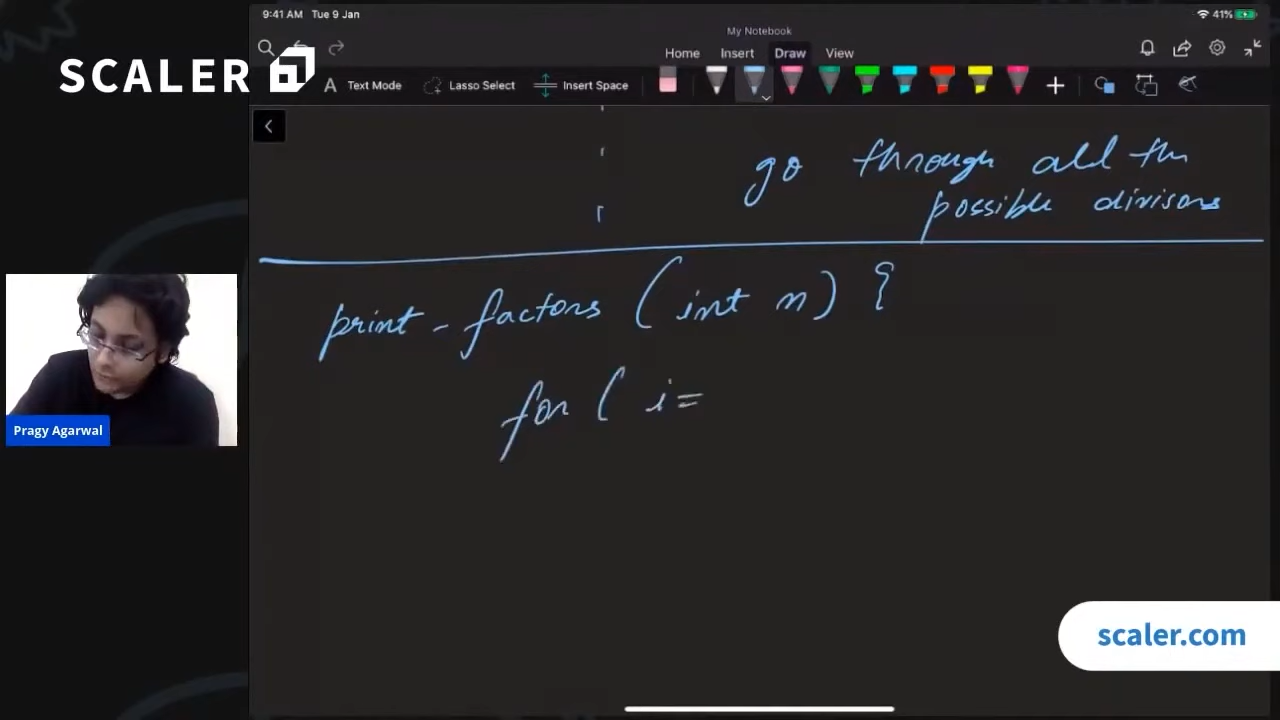 9:41 AM Tue 9 Jan
41%
My Notebook
SCALER
Home Insert Draw View
A Text Mode Lasso Select Insert Space
go through all the
possible divisors
print-factors (int n) {
for ( i=
Pragy Agarwal
scaler.com